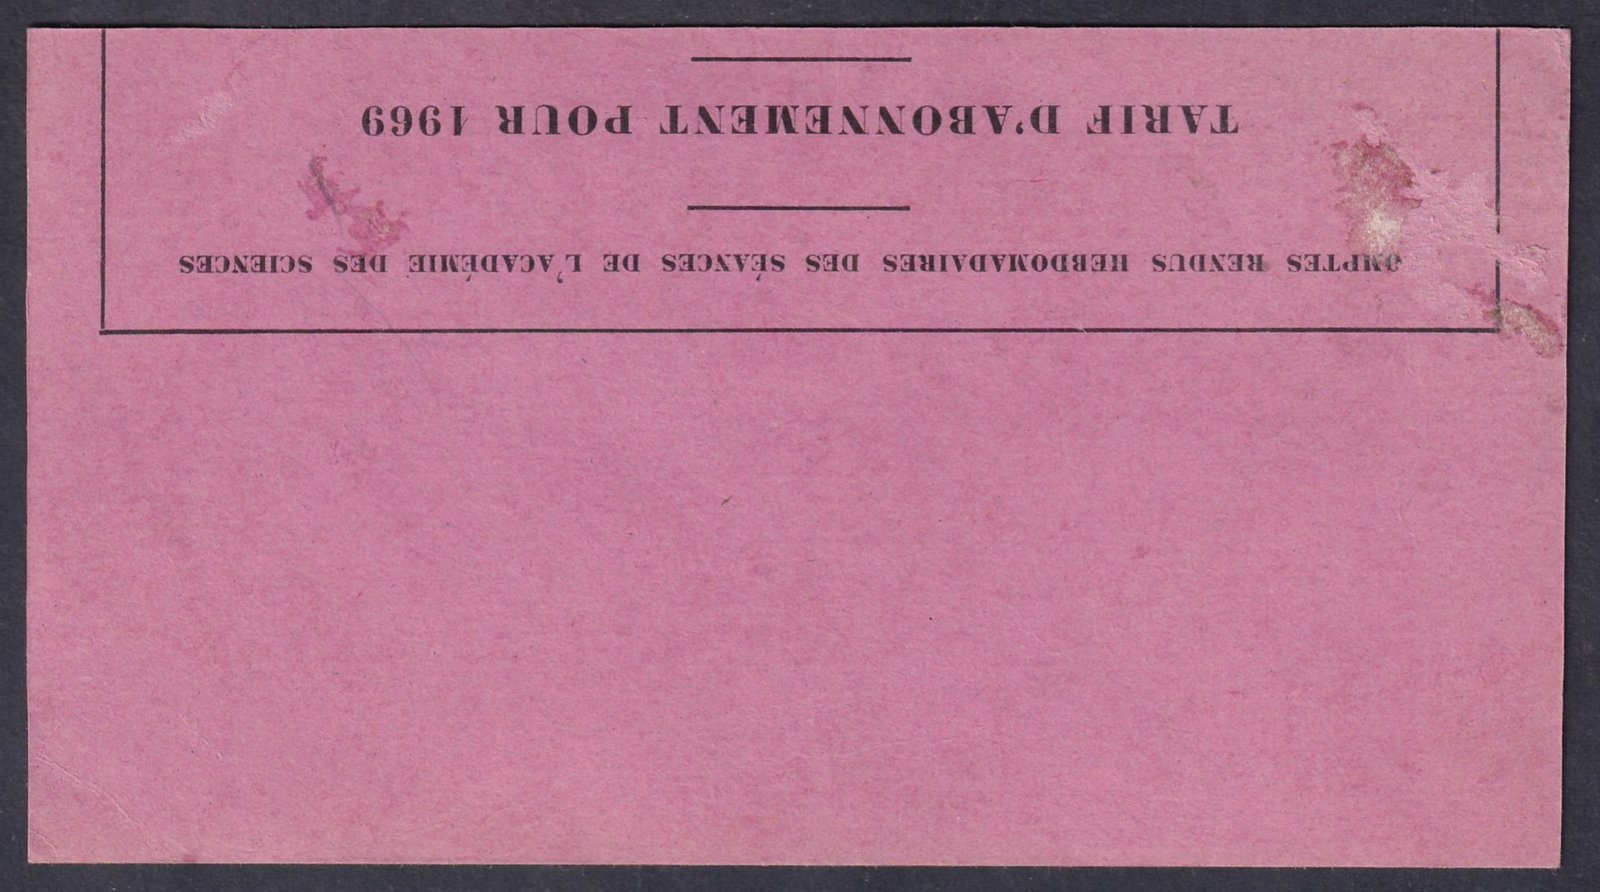 OMPTES RENDUS HEBDOMADAIRES DES SÉANCES DE L'ACADÉMIE DES SCIENCES
TARIF D'ABONNEMENT POUR 1969